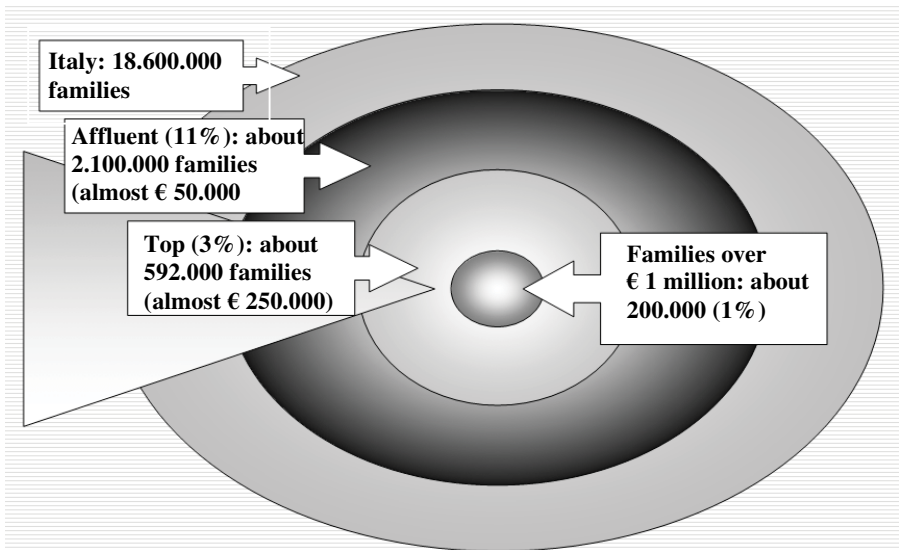 Italy: 18.600.000
families
Affluent (11%): about
2.100.000 families
(almost € 50.000
Top (3%): about
592.000 families
(almost € 250.000)
Families over
€ 1 million: about
200.000 (1%)